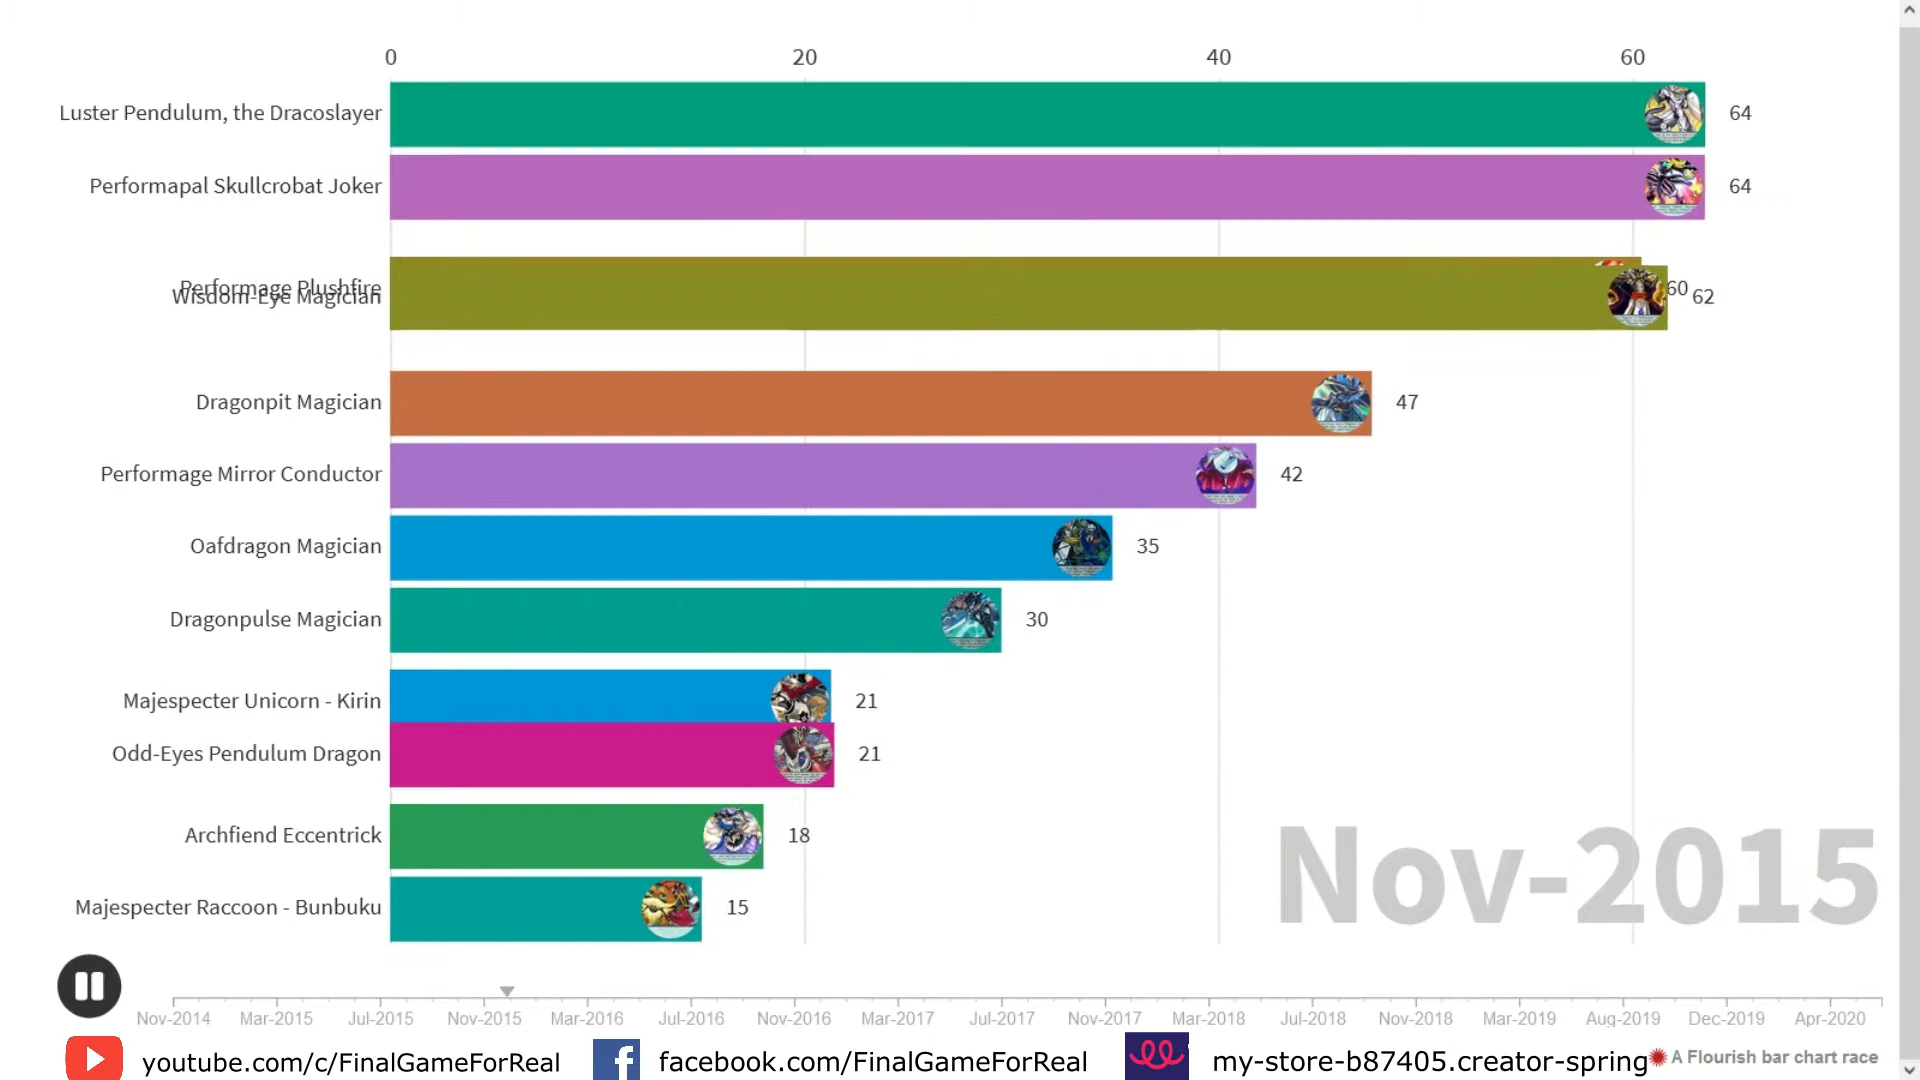 0 20 40 60
Luster Pendulum, the Dracoslayer 64
Performapal Skullcrobat Joker 64
Performage Plushfire 60
Wisdom-Eye Magician 62
Dragonpit Magician 47
Performage Mirror Conductor 42
Oafdragon Magician 35
Dragonpulse Magician 30
Majespecter Unicorn - Kirin 21
Odd-Eyes Pendulum Dragon 21
Archfiend Eccentrick 18
Majespecter Raccoon - Bunbuku 15
Nov-2015
Nov-2014 Mar-2015 Jul-2015 Nov-2015 Mar-2016 Jul-2016 Nov-2016 Mar-2017 Jul-2017 Nov-2017 Mar-2018 Jul-2018 Nov-2018 Mar-2019 Aug-2019 Dec-2019 Apr-2020
youtube.com/c/FinalGameForReal facebook.com/FinalGameForReal my-store-b87405.creator-spring A Flourish bar chart race